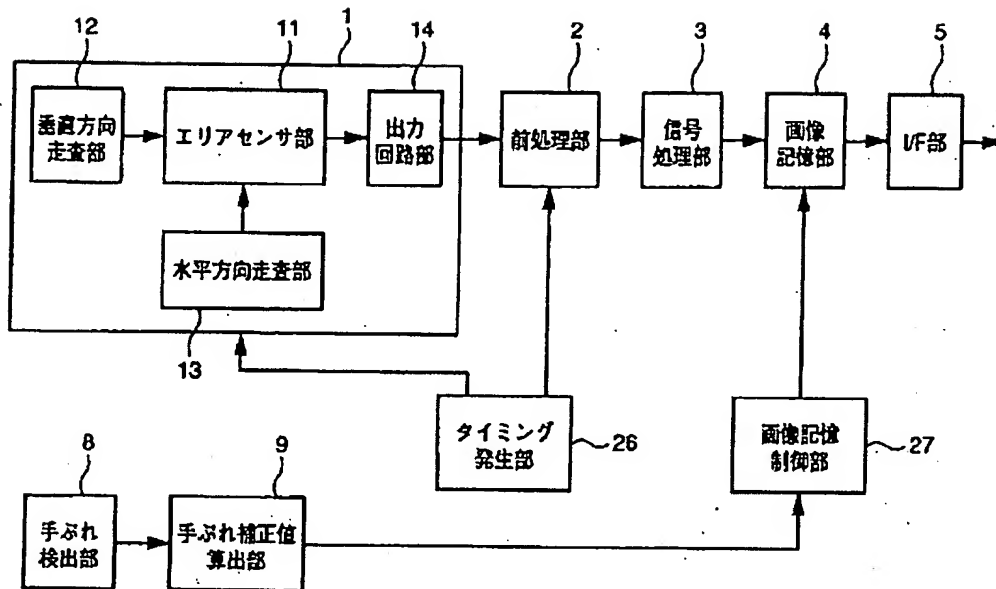 1
12
11
14
2
3
4
5
垂直方向
走査部
エリアセンサ部
出力
回路部
前処理部
信号
処理部
画像
記憶部
I/F部
水平方向走査部
13
タイミング
発生部
26
画像記憶
制御部
27
8
9
手ぶれ
検出部
手ぶれ補正値
算出部